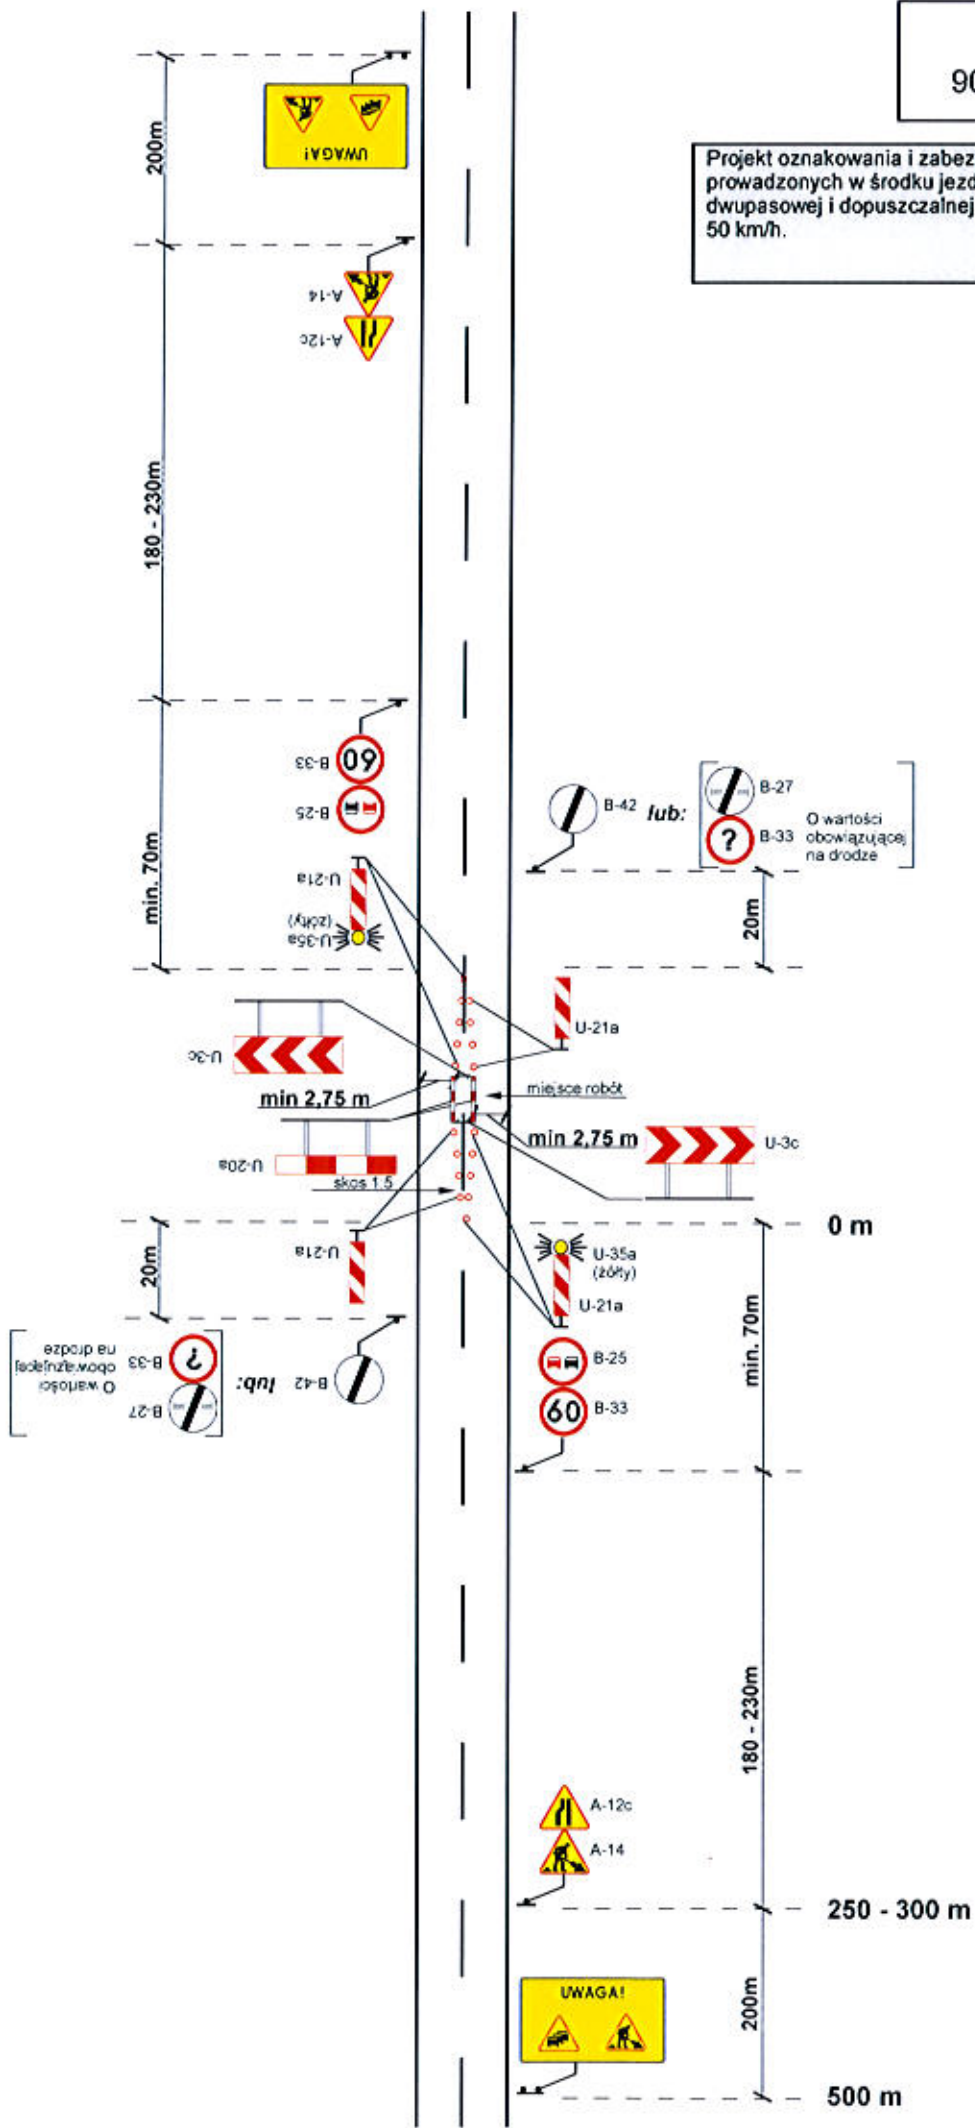 90
Projekt oznakowania i zabez
prowadzonych w środku jezd
dwupasowej i dopuszczalnej
50 km/h.
200m
UWAGA!
A-14
A-12c
180 - 230m
B-33
60
B-25
min. 70m
U-21a
U-35a
(żółty)
B-42
lub:
B-27
?
B-33
O wartości
obowiązującej
na drodze
20m
U-21a
U-3c
miejsce robót
min 2,75 m
min 2,75 m
U-3c
U-20a
skos 1:5
0 m
20m
U-21a
U-35a
(żółty)
U-21a
B-25
60
B-33
min. 70m
B-42
lub:
B-27
?
B-33
O wartości
obowiązującej
na drodze
180 - 230m
A-12c
A-14
250 - 300 m
UWAGA!
200m
500 m